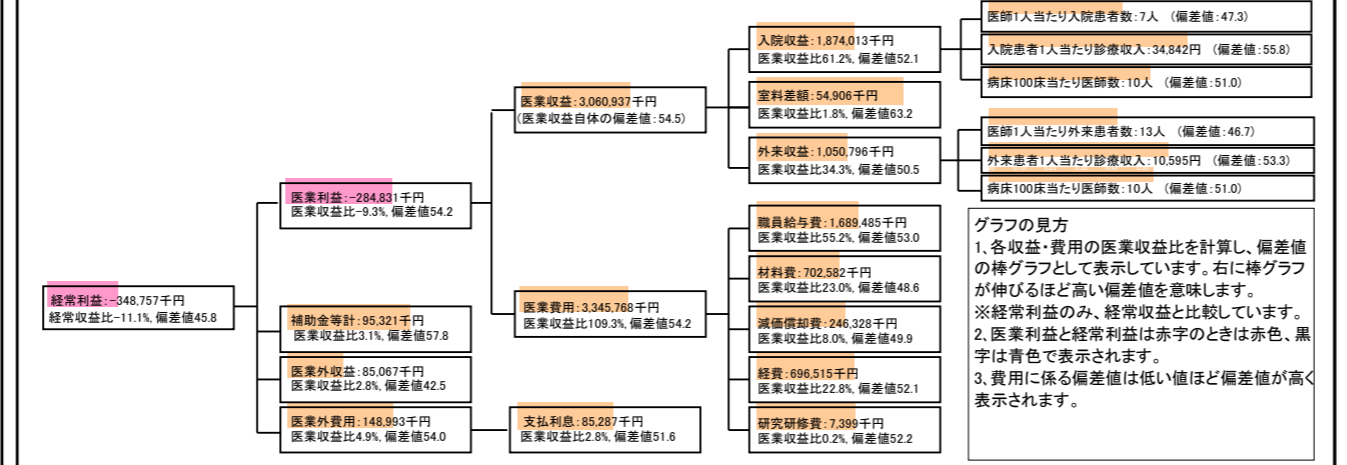 経常利益:-348,757千円
経常収益比-11.1%, 偏差値45.8
医業利益:-284,831千円
医業収益比-9.3%, 偏差値54.2
補助金等計:95,321千円
医業収益比3.1%, 偏差値57.8
医業外収益:85,067千円
医業収益比2.8%, 偏差値42.5
医業外費用:148,993千円
医業収益比4.9%, 偏差値54.0
支払利息:85,287千円
医業収益比2.8%, 偏差値51.6
医業収益:3,060,937千円
(医業収益自体の偏差値:54.5)
医業費用:3,345,768千円
医業収益比109.3%, 偏差値54.2
入院収益:1,874,013千円
医業収益比61.2%, 偏差値52.1
室料差額:54,906千円
医業収益比1.8%, 偏差値63.2
外来収益:1,050,796千円
医業収益比34.3%, 偏差値50.5
職員給与費:1,689,485千円
医業収益比55.2%, 偏差値53.0
材料費:702,582千円
医業収益比23.0%, 偏差値48.6
減価償却費:246,328千円
医業収益比8.0%, 偏差値49.9
経費:696,515千円
医業収益比22.8%, 偏差値52.1
研究研修費:7,399千円
医業収益比0.2%, 偏差値52.2
医師1人当たり入院患者数:7人 (偏差値:47.3)
入院患者1人当たり診療収入:34,842円 (偏差値:55.8)
病床100床当たり医師数:10人 (偏差値:51.0)
医師1人当たり外来患者数:13人 (偏差値:46.7)
外来患者1人当たり診療収入:10,595円 (偏差値:53.3)
病床100床当たり医師数:10人 (偏差値:51.0)
グラフの見方
1、各収益・費用の医業収益比を計算し、偏差値
の棒グラフとして表示しています。右に棒グラフ
が伸びるほど高い偏差値を意味します。
※経常利益のみ、経常収益と比較しています。
2、医業利益と経常利益は赤字のときは赤色、黒
字は青色で表示されます。
3、費用に係る偏差値は低い値ほど偏差値が高く
表示されます。